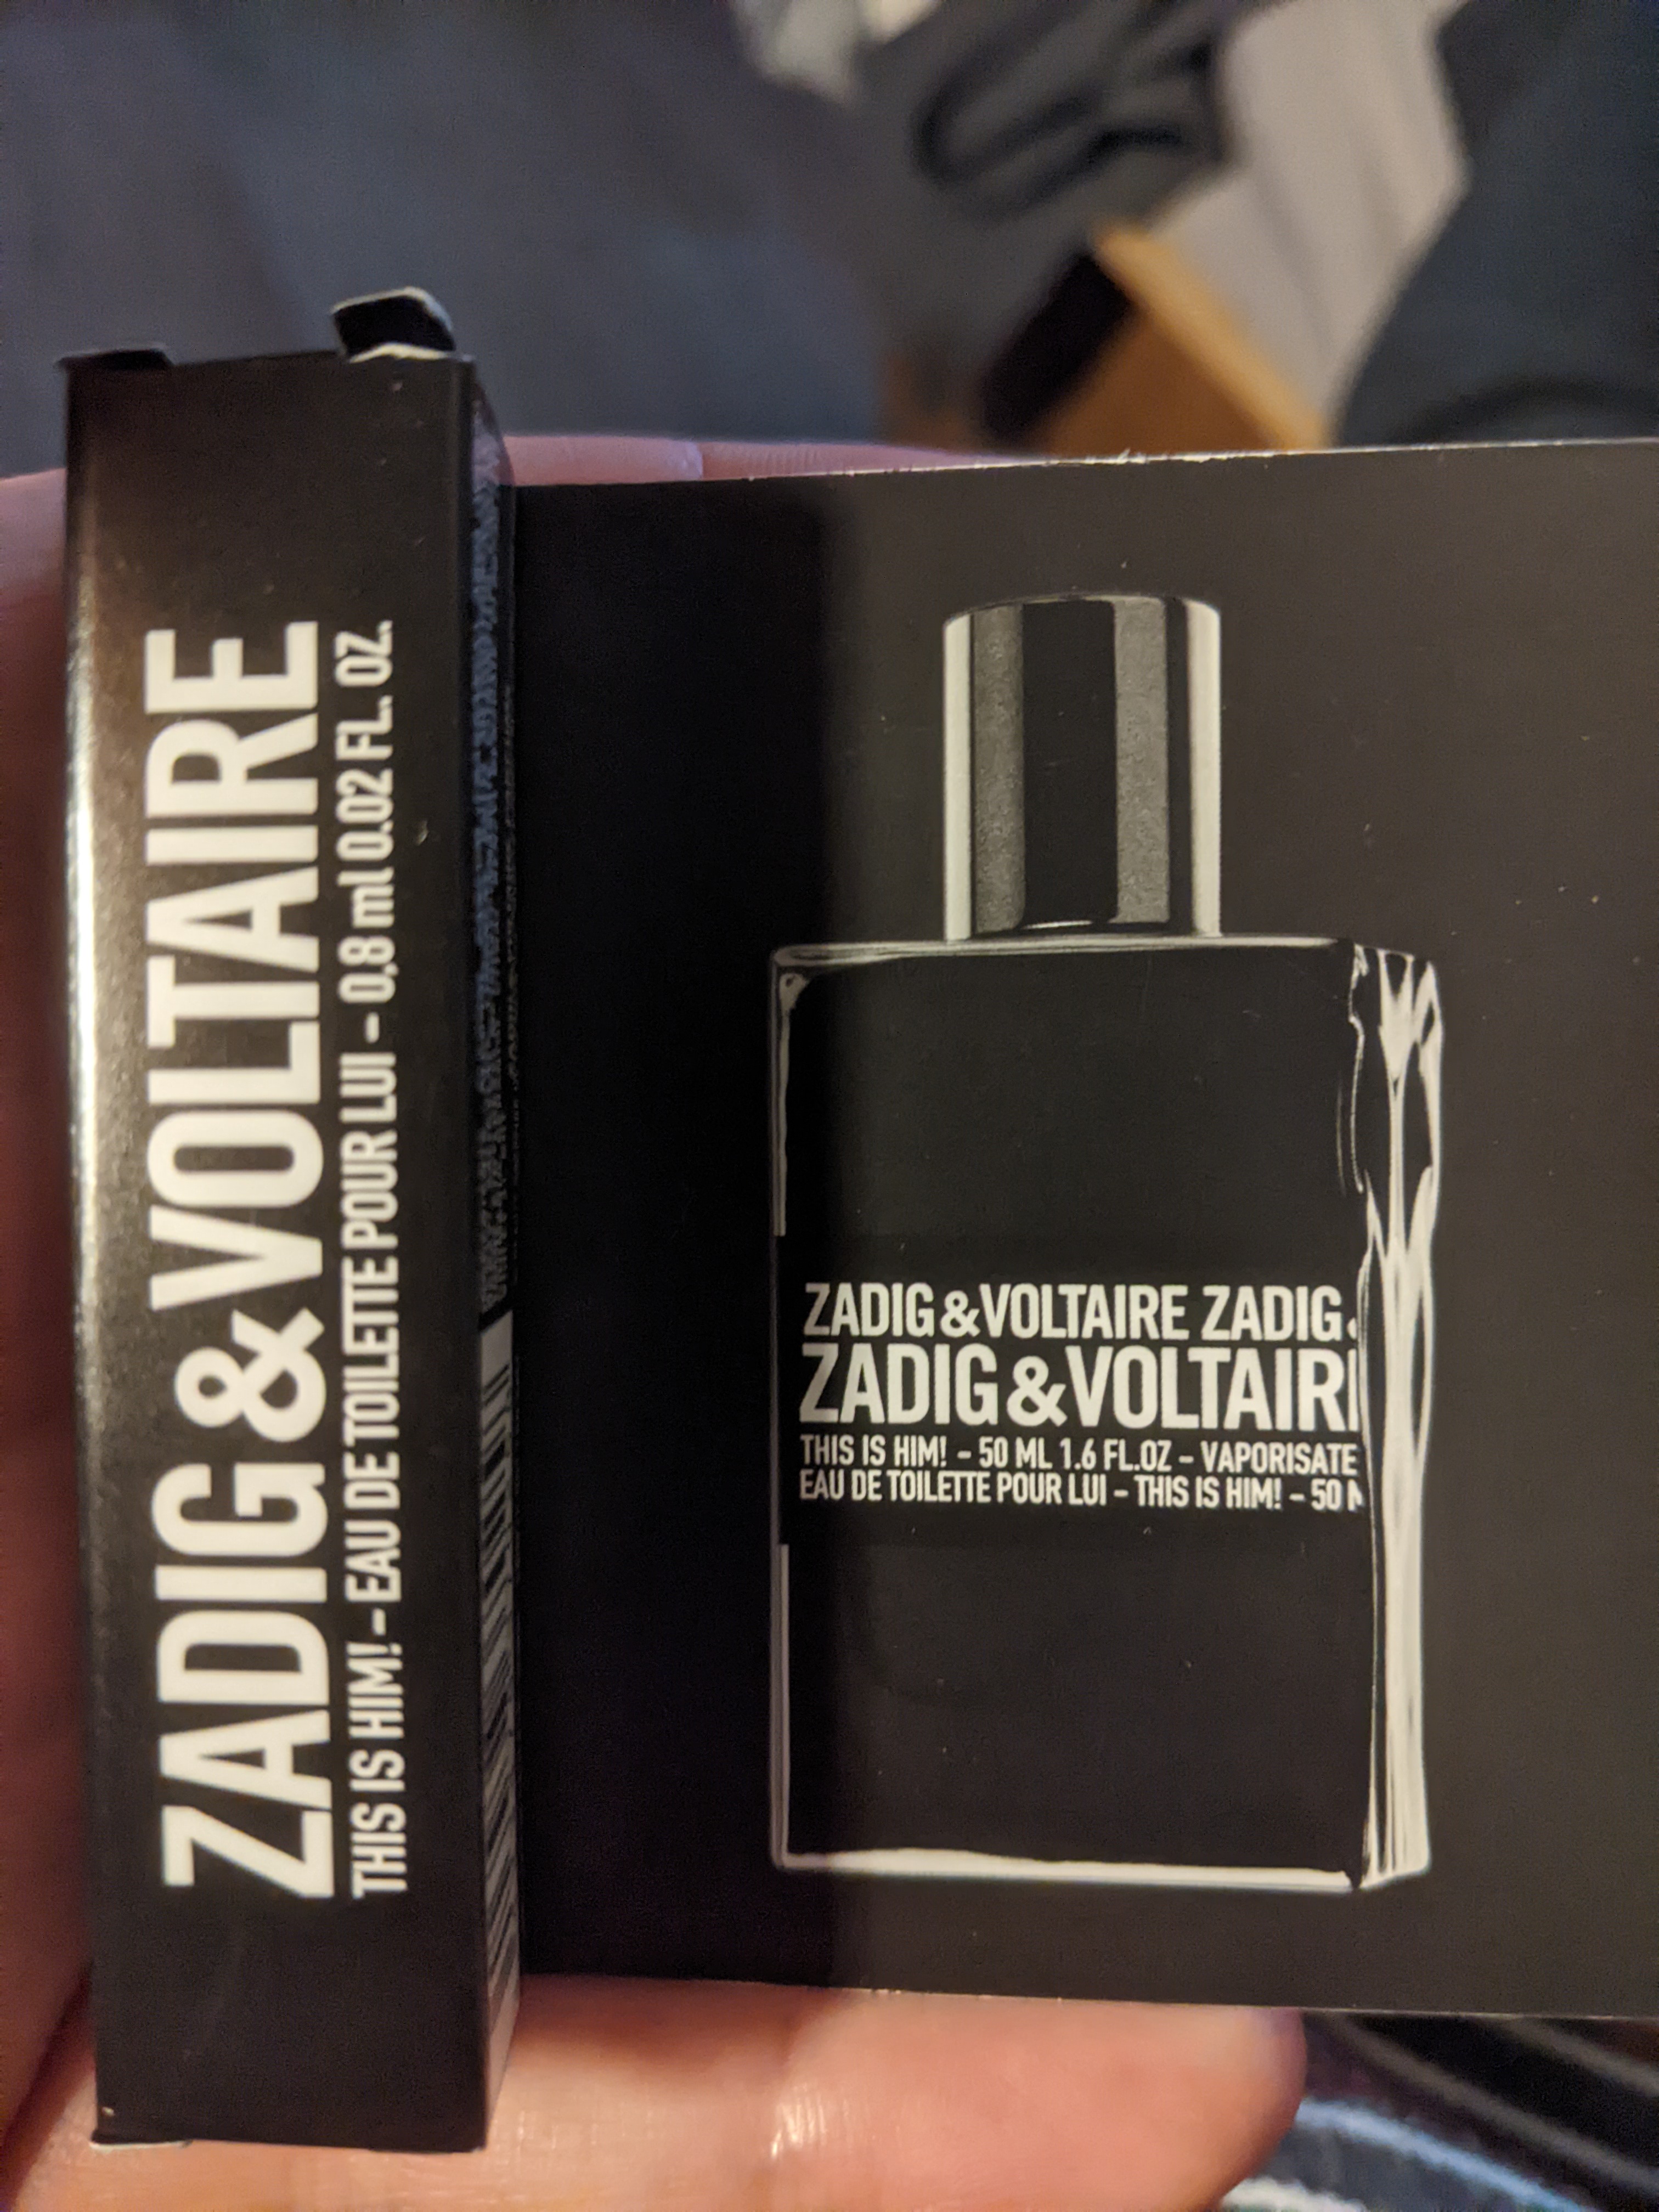 ZADIG & VOLTAIRE
THIS IS HIM! - EAU DE TOILETTE POUR LUI - 0,8 ml 0.02 FL. OZ.
ZADIG&VOLTAIRE ZADIG
ZADIG&VOLTAIR
THIS IS HIM! - 50 ML 1.6 FL.OZ - VAPORISATE
EAU DE TOILETTE POUR LUI - THIS IS HIM! - 50